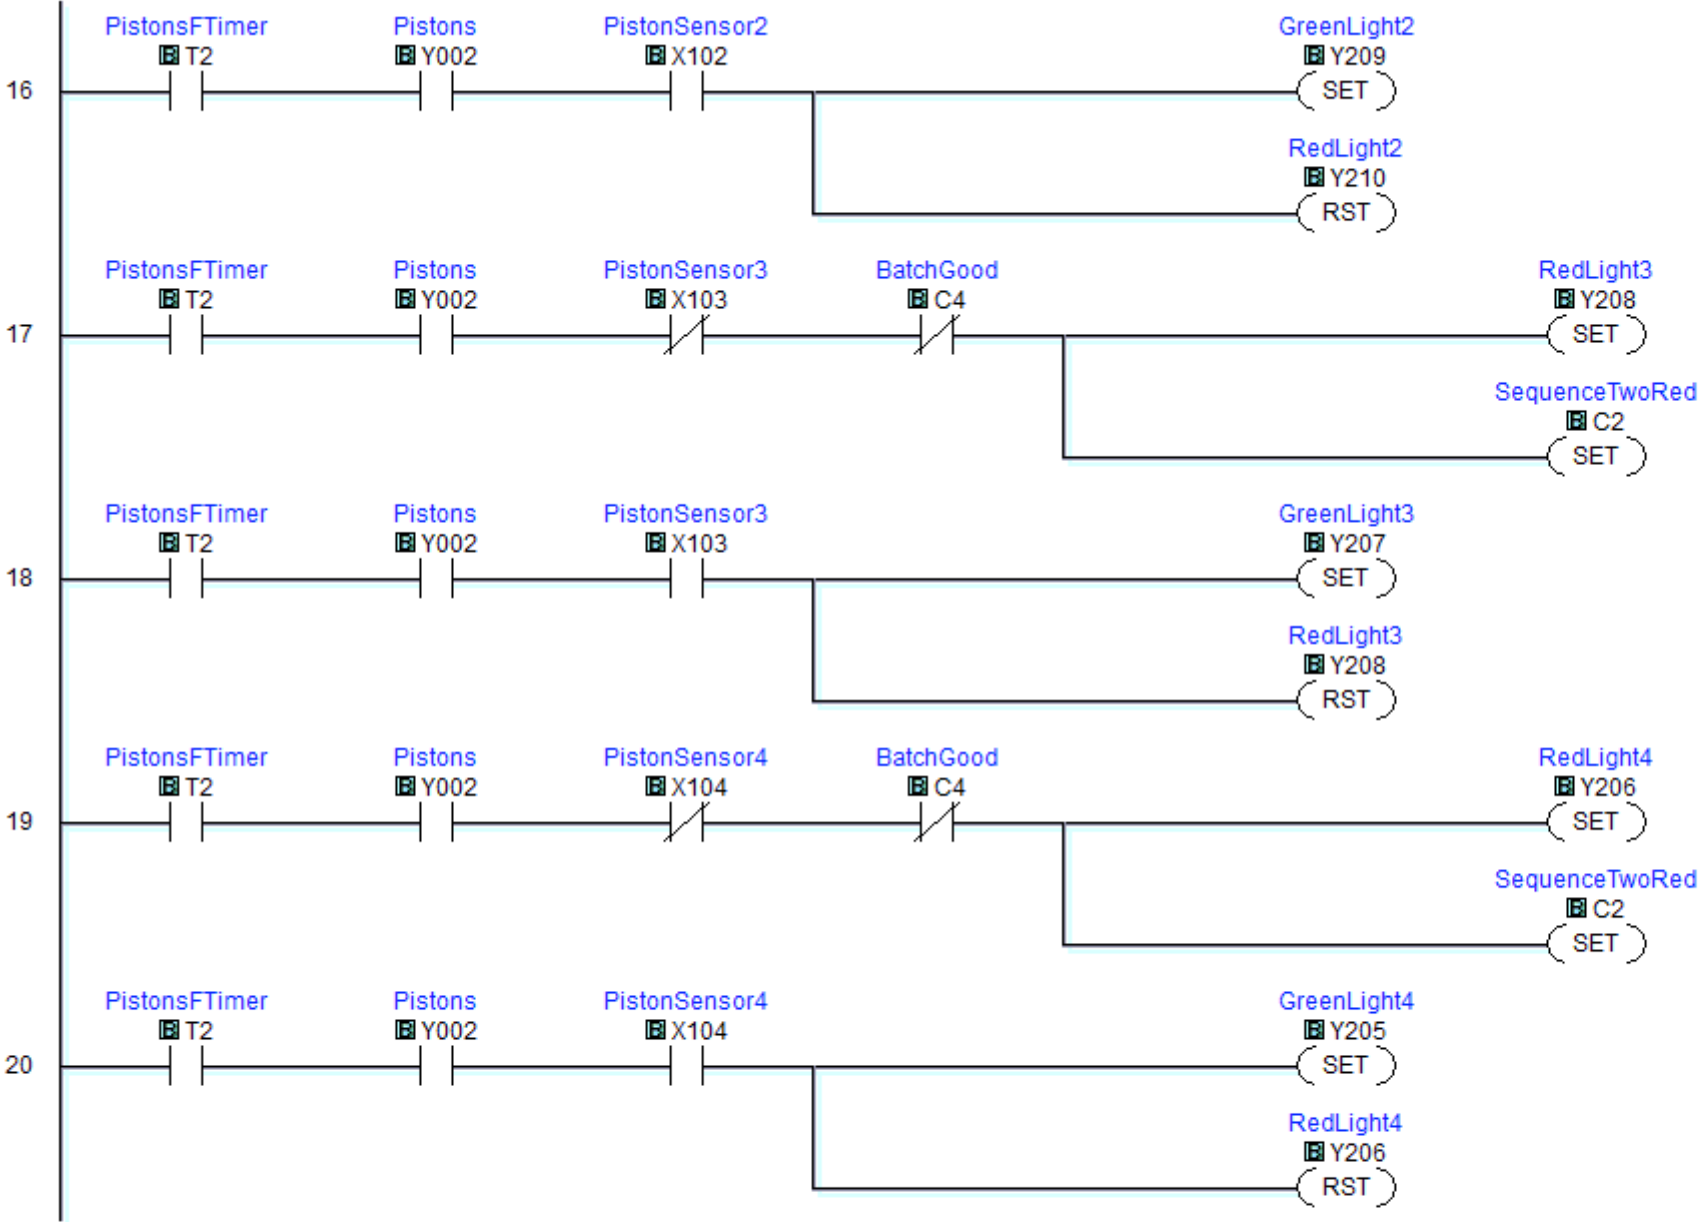 PistonsFTimer Pistons PistonSensor2 GreenLight2
B T2 B Y002 B X102 B Y209
16 SET
RedLight2
B Y210
RST
PistonsFTimer Pistons PistonSensor3 BatchGood RedLight3
B T2 B Y002 B X103 B C4 B Y208
17 SET
SequenceTwoRed
B C2
SET
PistonsFTimer Pistons PistonSensor3 GreenLight3
B T2 B Y002 B X103 B Y207
18 SET
RedLight3
B Y208
RST
PistonsFTimer Pistons PistonSensor4 BatchGood RedLight4
B T2 B Y002 B X104 B C4 B Y206
19 SET
SequenceTwoRed
B C2
SET
PistonsFTimer Pistons PistonSensor4 GreenLight4
B T2 B Y002 B X104 B Y205
20 SET
RedLight4
B Y206
RST